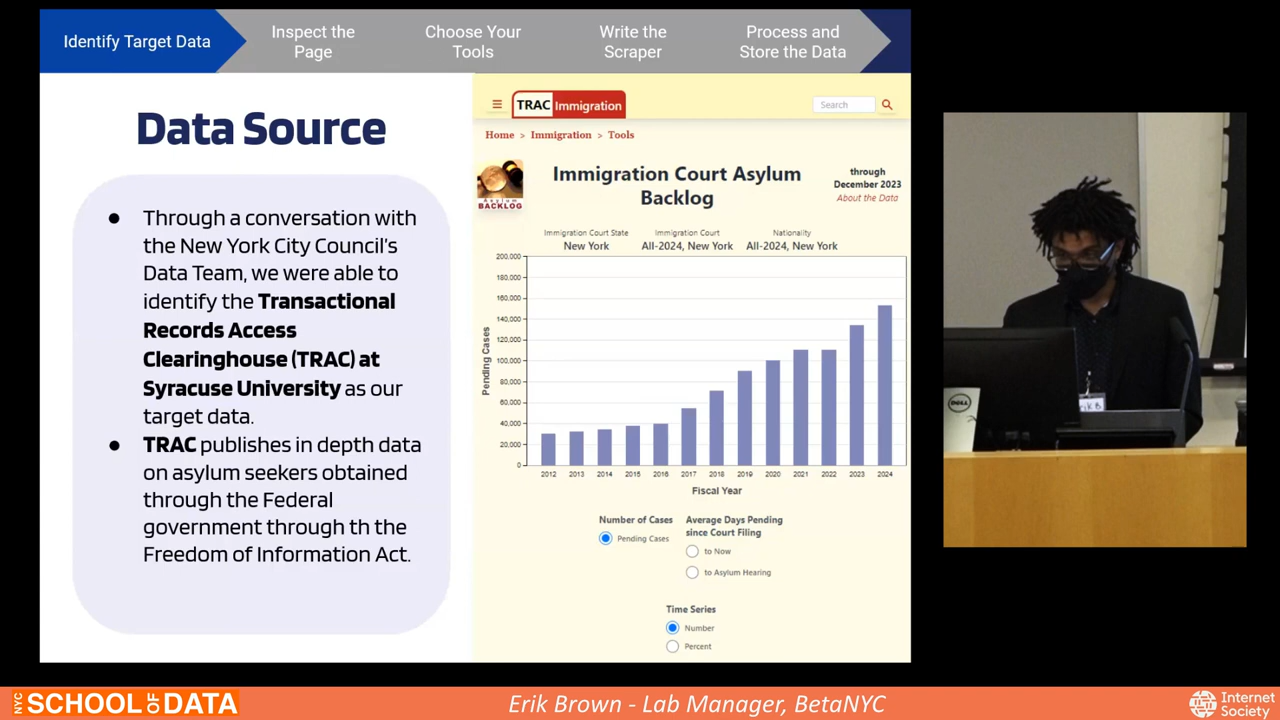 Identify Target Data
Inspect the
Page
Choose Your
Tools
Write the
Scraper
Process and
Store the Data
Data Source
● Through a conversation with
the New York City Council's
Data Team, we were able to
identify the Transactional
Records Access
Clearinghouse (TRAC) at
Syracuse University as our
target data.
● TRAC publishes in depth data
on asylum seekers obtained
through the Federal
government through th the
Freedom of Information Act.
TRAC Immigration
Search
Home > Immigration > Tools
Asylum
BACKLOG
Immigration Court Asylum
Backlog
through
December 2023
About the Data
Immigration Court State
New York
Immigration Court
All-2024, New York
Nationality
All-2024, New York
Pending Cases
200,000
180,000
160,000
140,000
120,000
100,000
80,000
60,000
40,000
20,000
0
2012 2013 2014 2015 2016 2017 2018 2019 2020 2021 2022 2023 2024
Fiscal Year
Number of Cases
Pending Cases
Average Days Pending
since Court Filing
to Now
to Asylum Hearing
Time Series
Number
Percent
DELL
rik B
NYC SCHOOL OF DATA
Erik Brown - Lab Manager, BetaNYC
Internet
Society